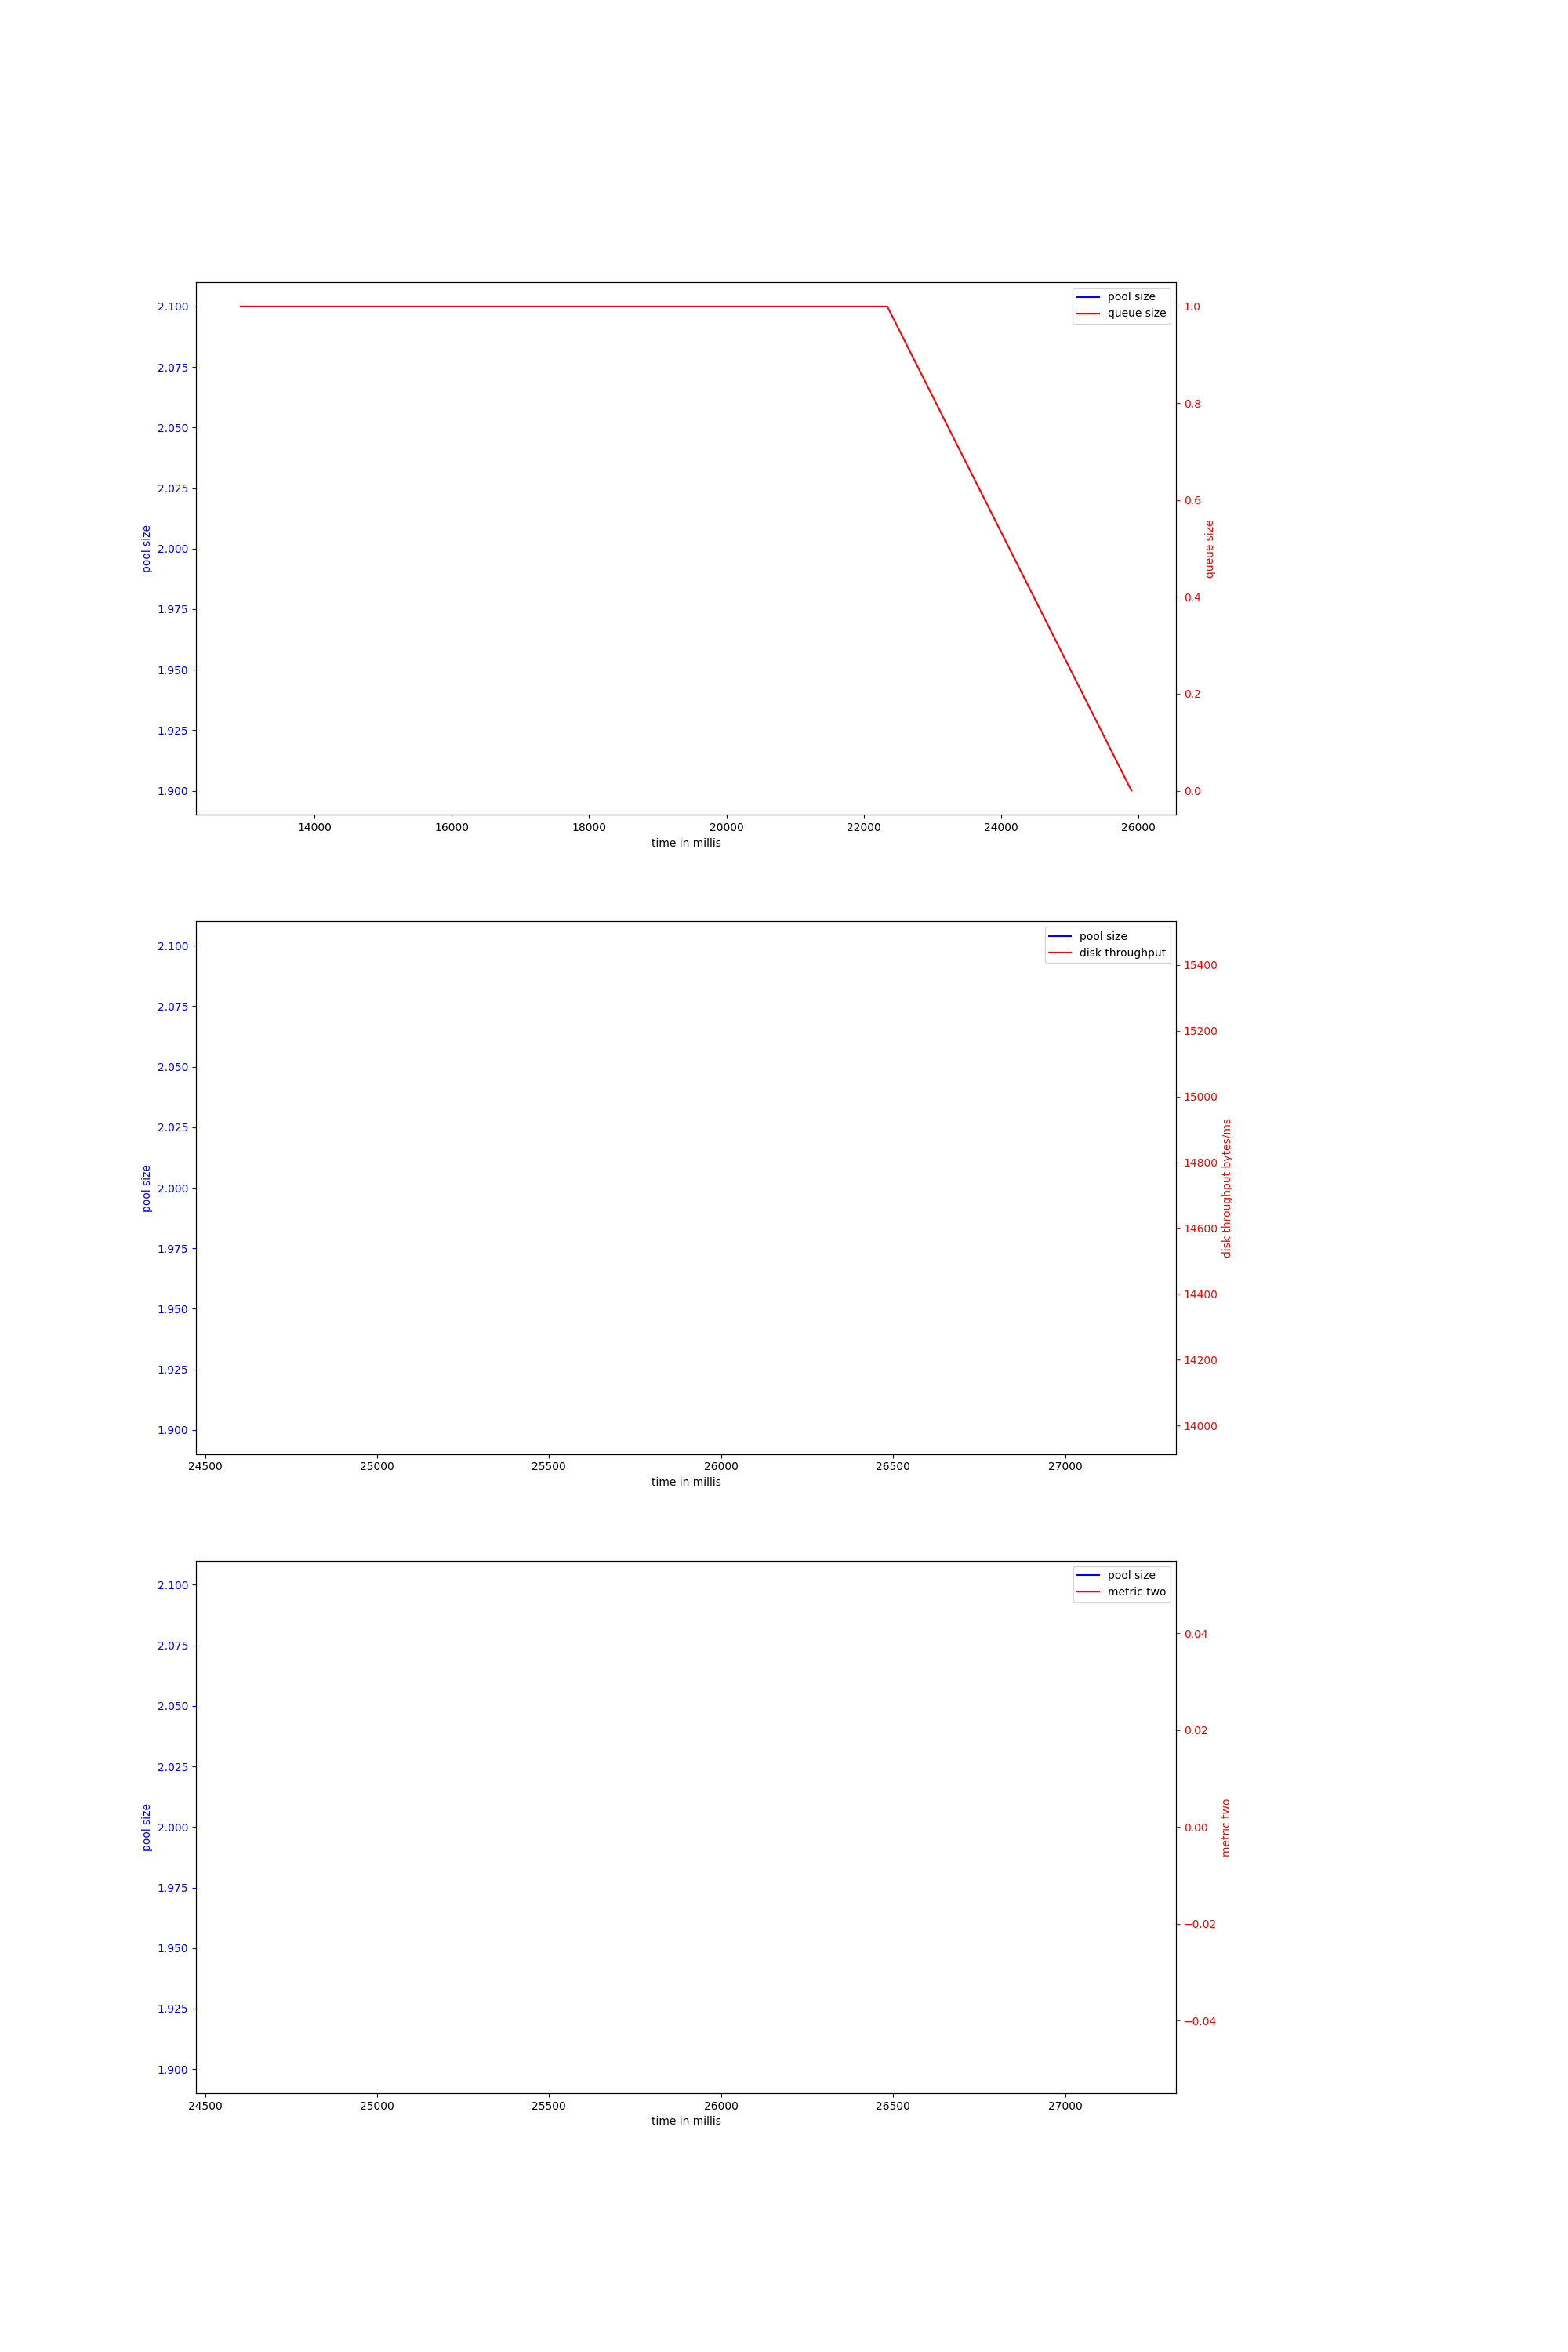 pool size
queue size
2.100
2.075
2.050
2.025
2.000
1.975
1.950
1.925
1.900
pool size
1.0
0.8
0.6
0.4
0.2
0.0
queue size
14000 16000 18000 20000 22000 24000 26000
time in millis
pool size
disk throughput
2.100
2.075
2.050
2.025
2.000
1.975
1.950
1.925
1.900
pool size
15400
15200
15000
14800
14600
14400
14200
14000
disk throughput bytes/ms
24500 25000 25500 26000 26500 27000
time in millis
pool size
metric two
2.100
2.075
2.050
2.025
2.000
1.975
1.950
1.925
1.900
pool size
0.04
0.02
0.00
−0.02
−0.04
metric two
24500 25000 25500 26000 26500 27000
time in millis